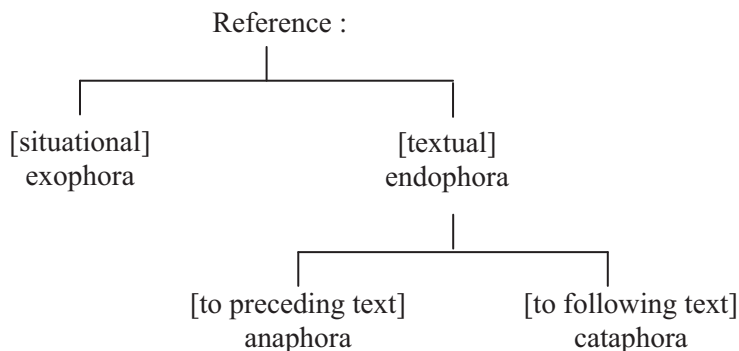 Reference :
[situational] [textual]
exophora endophora
[to preceding text] [to following text]
anaphora cataphora